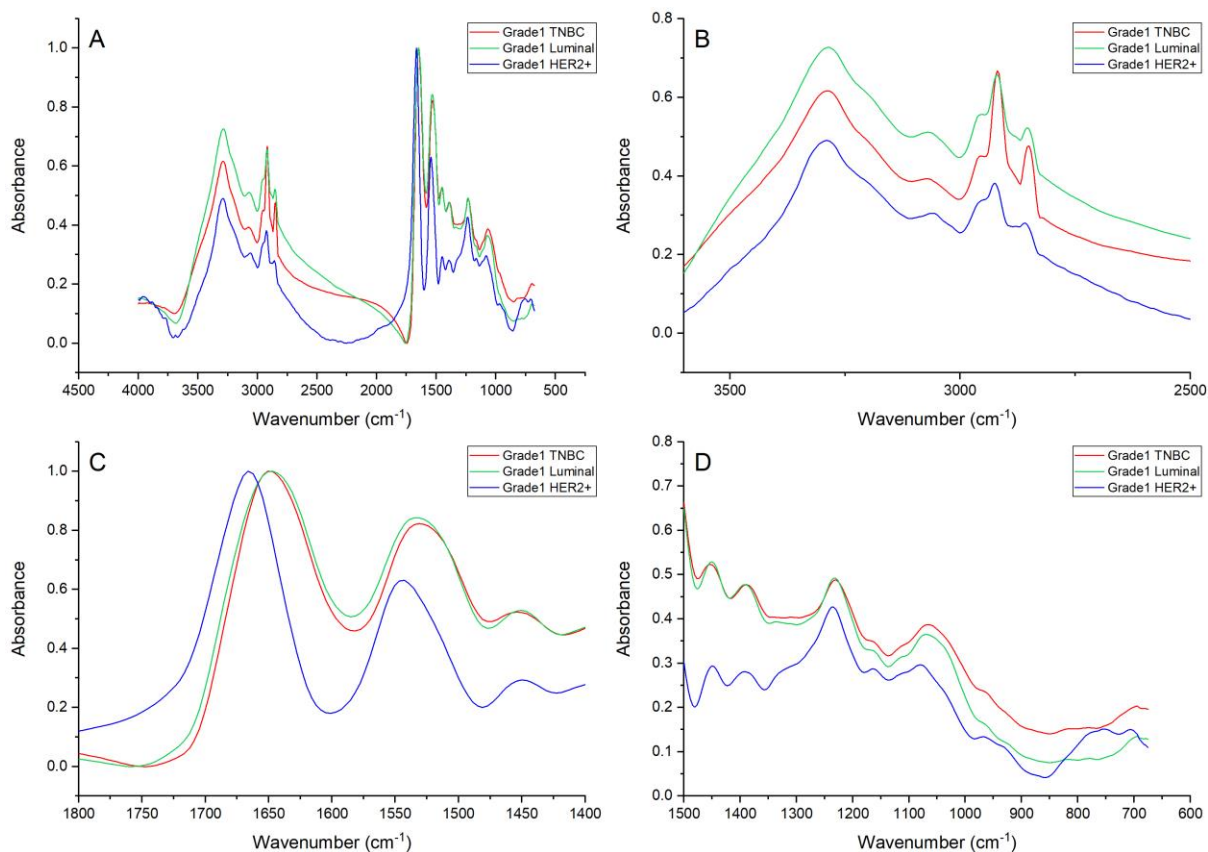 A
Grade1 TNBC
Grade1 Luminal
Grade1 HER2+
1.0
0.8
0.6
0.4
0.2
0.0
Absorbance
4500 4000 3500 3000 2500 2000 1500 1000 500
Wavenumber (cm⁻¹)
B
Grade1 TNBC
Grade1 Luminal
Grade1 HER2+
0.8
0.6
0.4
0.2
0.0
Absorbance
3500 3000 2500
Wavenumber (cm⁻¹)
C
Grade1 TNBC
Grade1 Luminal
Grade1 HER2+
1.0
0.8
0.6
0.4
0.2
0.0
Absorbance
1800 1750 1700 1650 1600 1550 1500 1450 1400
Wavenumber (cm⁻¹)
D
Grade1 TNBC
Grade1 Luminal
Grade1 HER2+
0.8
0.7
0.6
0.5
0.4
0.3
0.2
0.1
0.0
Absorbance
1500 1400 1300 1200 1100 1000 900 800 700 600
Wavenumber (cm⁻¹)